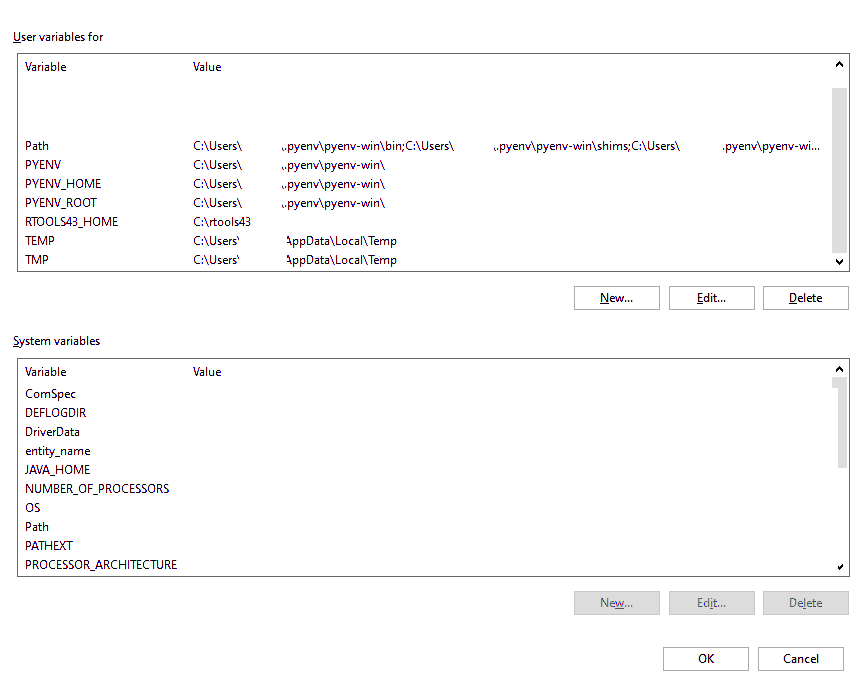 User variables for
Variable Value
Path C:\Users\ .pyenv\pyenv-win\bin;C:\Users\ .pyenv\pyenv-win\shims;C:\Users\ .pyenv\pyenv-wi...
PYENV C:\Users\ .pyenv\pyenv-win\
PYENV_HOME C:\Users\ .pyenv\pyenv-win\
PYENV_ROOT C:\Users\ .pyenv\pyenv-win\
RTOOLS43_HOME C:\rtools43
TEMP C:\Users\ AppData\Local\Temp
TMP C:\Users\ AppData\Local\Temp
New... Edit... Delete
System variables
Variable Value
ComSpec
DEFLOGDIR
DriverData
entity_name
JAVA_HOME
NUMBER_OF_PROCESSORS
OS
Path
PATHEXT
PROCESSOR_ARCHITECTURE
New... Edit... Delete
OK Cancel